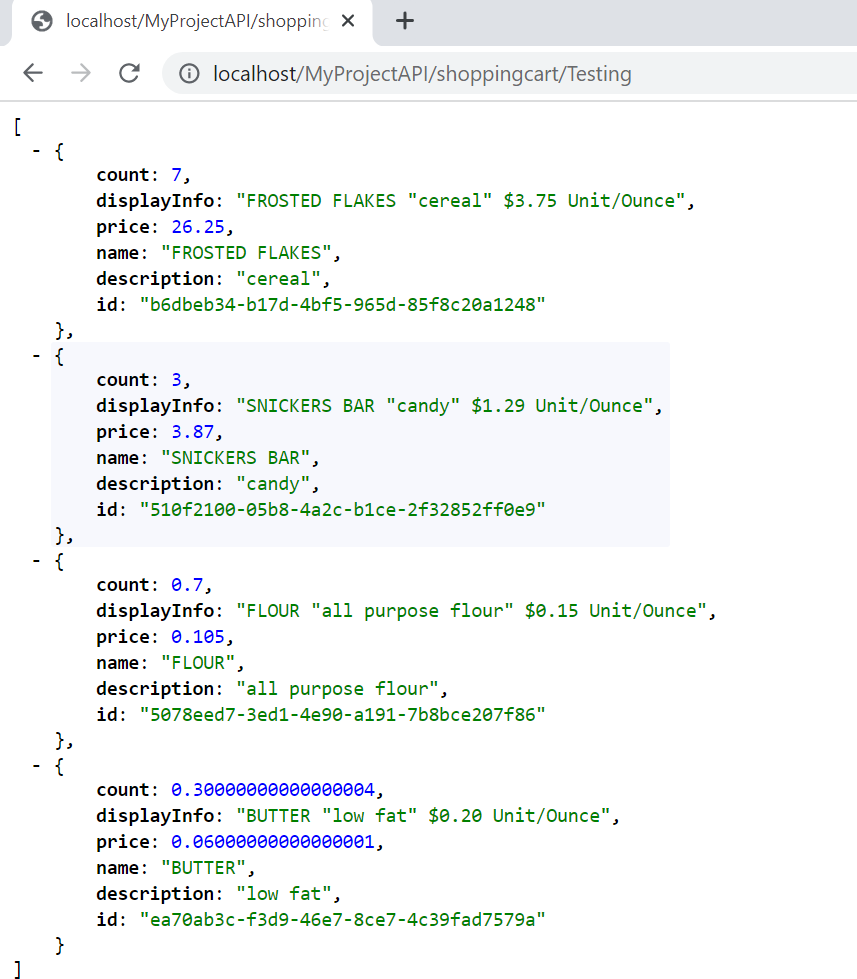 localhost/MyProjectAPI/shopping
localhost/MyProjectAPI/shoppingcart/Testing
[
- {
count: 7,
displayInfo: "FROSTED FLAKES "cereal" $3.75 Unit/Ounce",
price: 26.25,
name: "FROSTED FLAKES",
description: "cereal",
id: "b6dbeb34-b17d-4bf5-965d-85f8c20a1248"
},
- {
count: 3,
displayInfo: "SNICKERS BAR "candy" $1.29 Unit/Ounce",
price: 3.87,
name: "SNICKERS BAR",
description: "candy",
id: "510f2100-05b8-4a2c-b1ce-2f32852ff0e9"
},
- {
count: 0.7,
displayInfo: "FLOUR "all purpose flour" $0.15 Unit/Ounce",
price: 0.105,
name: "FLOUR",
description: "all purpose flour",
id: "5078eed7-3ed1-4e90-a191-7b8bce207f86"
},
- {
count: 0.30000000000000004,
displayInfo: "BUTTER "low fat" $0.20 Unit/Ounce",
price: 0.06000000000000001,
name: "BUTTER",
description: "low fat",
id: "ea70ab3c-f3d9-46e7-8ce7-4c39fad7579a"
}
]